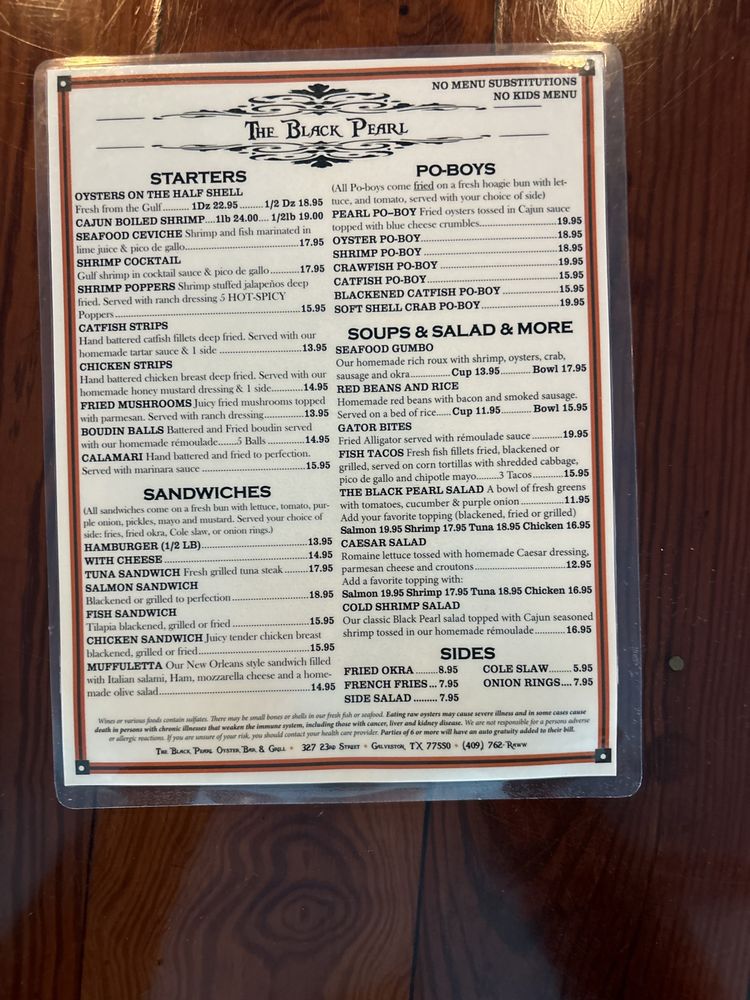 NO MENU SUBSTITUTIONS
NO KIDS MENU
THE BLACK PEARL
STARTERS
OYSTERS ON THE HALF SHELL
Fresh from the Gulf.......... 1Dz 22.95 ......... 1/2 Dz 18.95
CAJUN BOILED SHRIMP....1lb 24.00.... 1/2lb 19.00
SEAFOOD CEVICHE Shrimp and fish marinated in
lime juice & pico de gallo.......................................17.95
SHRIMP COCKTAIL
Gulf shrimp in cocktail sauce & pico de gallo ..........17.95
SHRIMP POPPERS Shrimp stuffed jalapeños deep
fried. Served with ranch dressing 5 HOT-SPICY
Poppers................................................................15.95
CATFISH STRIPS
Hand battered catfish fillets deep fried. Served with our
homemade tartar sauce & 1 side .............................13.95
CHICKEN STRIPS
Hand battered chicken breast deep fried. Served with our
homemade honey mustard dressing & 1 side...........14.95
FRIED MUSHROOMS Juicy fried mushrooms topped
with parmesan. Served with ranch dressing.............13.95
BOUDIN BALLS Battered and Fried boudin served
with our homemade rémoulade.......5 Balls ............14.95
CALAMARI Hand battered and fried to perfection.
Served with marinara sauce ....................................15.95
SANDWICHES
(All sandwiches come on a fresh bun with lettuce, tomato, pur-
ple onion, pickles, mayo and mustard. Served your choice of
side: fries, fried okra, Cole slaw, or onion rings.)
HAMBURGER (1/2 LB)....................................13.95
WITH CHEESE ................................................14.95
TUNA SANDWICH Fresh grilled tuna steak ........17.95
SALMON SANDWICH
Blackened or grilled to perfection...........................18.95
FISH SANDWICH
Tilapia blackened, grilled or fried............................15.95
CHICKEN SANDWICH Juicy tender chicken breast
blackened, grilled or fried.......................................15.95
MUFFULETTA Our New Orleans style sandwich filled
with Italian salami, Ham, mozzarella cheese and a home-
made olive salad.....................................................14.95
PO-BOYS
(All Po-boys come fried on a fresh hoagie bun with let-
tuce, and tomato, served with your choice of side)
PEARL PO-BOY Fried oysters tossed in Cajun sauce
topped with blue cheese crumbles...........................19.95
OYSTER PO-BOY...............................................18.95
SHRIMP PO-BOY ..............................................18.95
CRAWFISH PO-BOY .........................................19.95
CATFISH PO-BOY..............................................15.95
BLACKENED CATFISH PO-BOY ....................15.95
SOFT SHELL CRAB PO-BOY...........................19.95
SOUPS & SALAD & MORE
SEAFOOD GUMBO
Our homemade rich roux with shrimp, oysters, crab,
sausage and okra.............Cup 13.95.......... Bowl 17.95
RED BEANS AND RICE
Homemade red beans with bacon and smoked sausage.
Served on a bed of rice......Cup 11.95.......... Bowl 15.95
GATOR BITES
Fried Alligator served with rémoulade sauce ..........19.95
FISH TACOS Fresh fish fillets fried, blackened or
grilled, served on corn tortillas with shredded cabbage,
pico de gallo and chipotle mayo........3 Tacos...........15.95
THE BLACK PEARL SALAD A bowl of fresh greens
with tomatoes, cucumber & purple onion ...............11.95
Add your favorite topping (blackened, fried or grilled)
Salmon 19.95 Shrimp 17.95 Tuna 18.95 Chicken 16.95
CAESAR SALAD
Romaine lettuce tossed with homemade Caesar dressing,
parmesan cheese and croutons ................................12.95
Add a favorite topping with:
Salmon 19.95 Shrimp 17.95 Tuna 18.95 Chicken 16.95
COLD SHRIMP SALAD
Our classic Black Pearl salad topped with Cajun seasoned
shrimp tossed in our homemade rémoulade............16.95
SIDES
FRIED OKRA .......8.95 COLE SLAW......... 5.95
FRENCH FRIES... 7.95 ONION RINGS.... 7.95
SIDE SALAD ......... 7.95
Wines or various foods contain sulfates. There may be small bones or shells in our fresh fish or seafood. Eating raw oysters may cause severe illness and in some cases cause
death in persons with chronic illnesses that weaken the immune system, including those with cancer, liver and kidney disease. We are not responsible for a persons adverse
or allergic reactions. If you are unsure of your risk, you should contact your health care provider. Parties of 6 or more will have an auto gratuity added to their bill.
THE BLACK PEARL OYSTER BAR & GRILL • 327 23RD STREET • GALVESTON, TX 77550 • (409) 762-RAWW